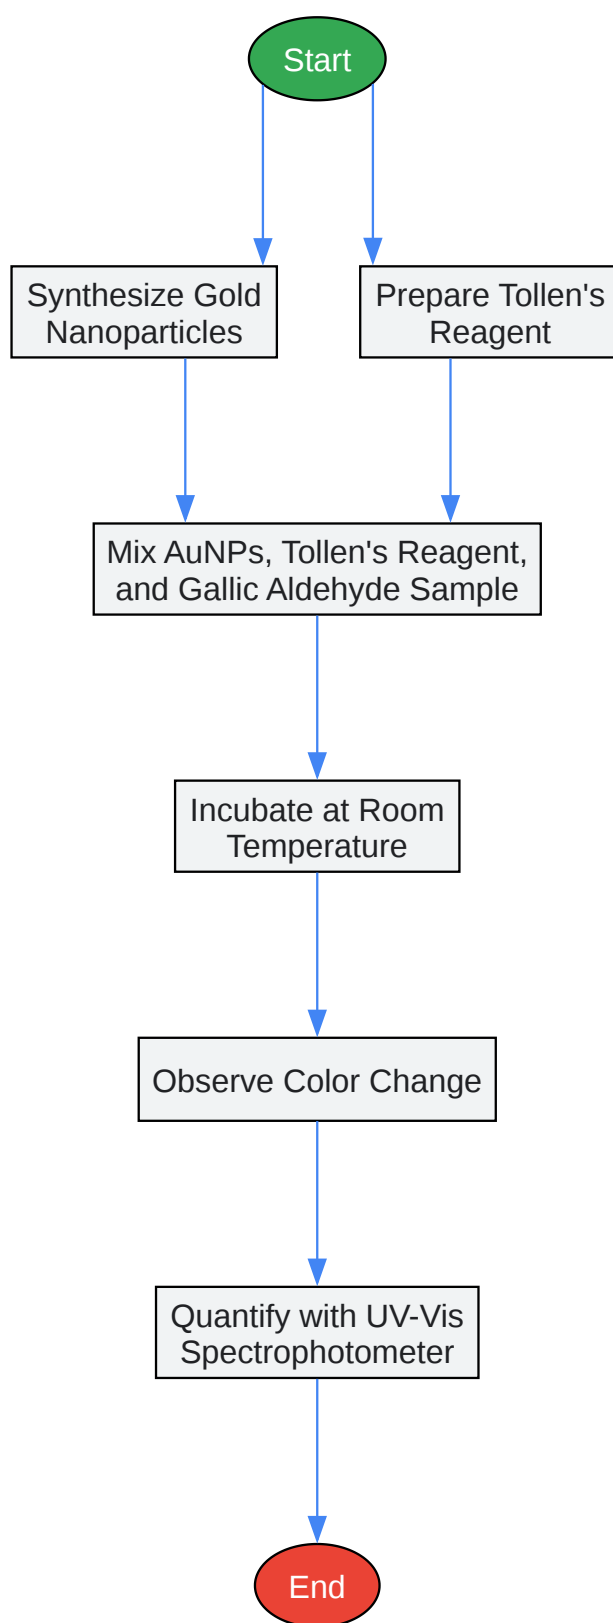 Start
Synthesize Gold
Nanoparticles
Prepare Tollen's
Reagent
Mix AuNPs, Tollen's Reagent,
and Gallic Aldehyde Sample
Incubate at Room
Temperature
Observe Color Change
Quantify with UV-Vis
Spectrophotometer
End